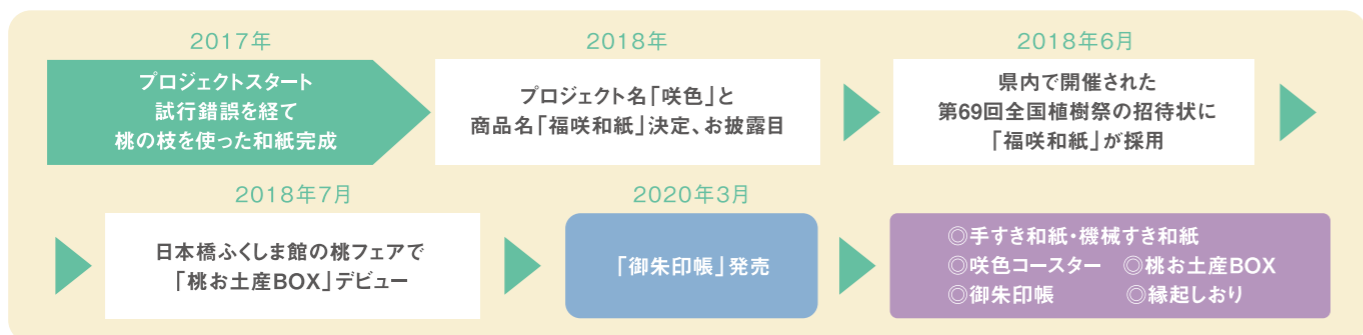 2017年
プロジェクトスタート
試行錯誤を経て
桃の枝を使った和紙完成
2018年
プロジェクト名「咲色」と
商品名「福咲和紙」決定、お披露目
2018年6月
県内で開催された
第69回全国植樹祭の招待状に
「福咲和紙」が採用
2018年7月
日本橋ふくしま館の桃フェアで
「桃お土産BOX」デビュー
2020年3月
「御朱印帳」発売
◎手すき和紙・機械すき和紙
◎咲色コースター ◎桃お土産BOX
◎御朱印帳 ◎縁起しおり